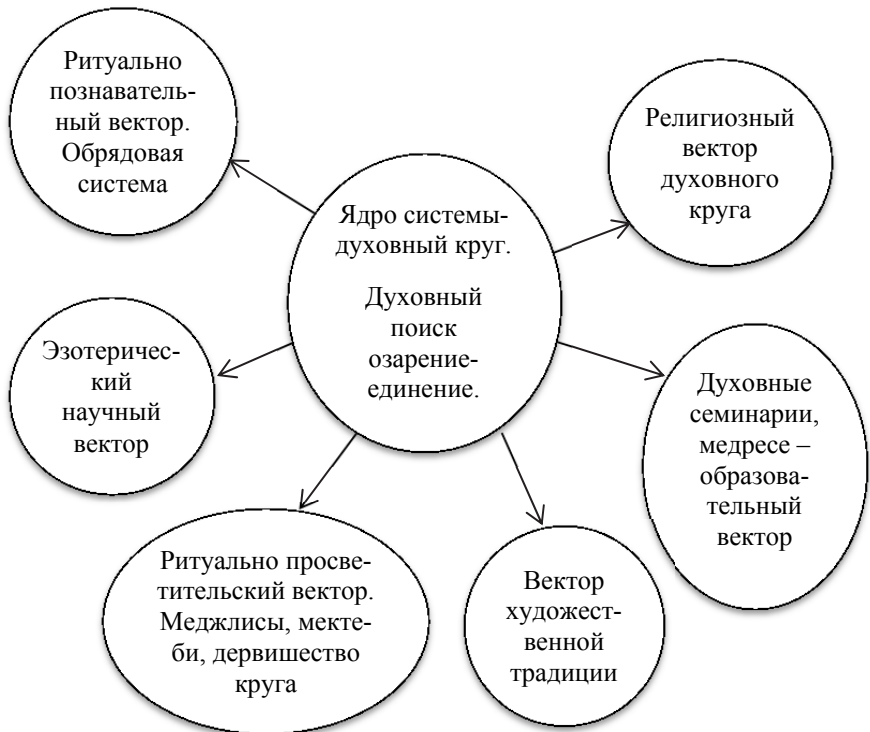 Ритуально
познаватель-
ный вектор.
Обрядовая
система
Религиозный
вектор
духовного
круга
Ядро системы-
духовный круг.
Духовный
поиск
озарение-
единение.
Эзотеричес-
кий
научный
вектор
Духовные
семинарии,
медресе –
образова-
тельный
вектор
Ритуально просве-
тительский вектор.
Меджлисы, мекте-
би, дервишество
круга
Вектор
художест-
венной
традиции